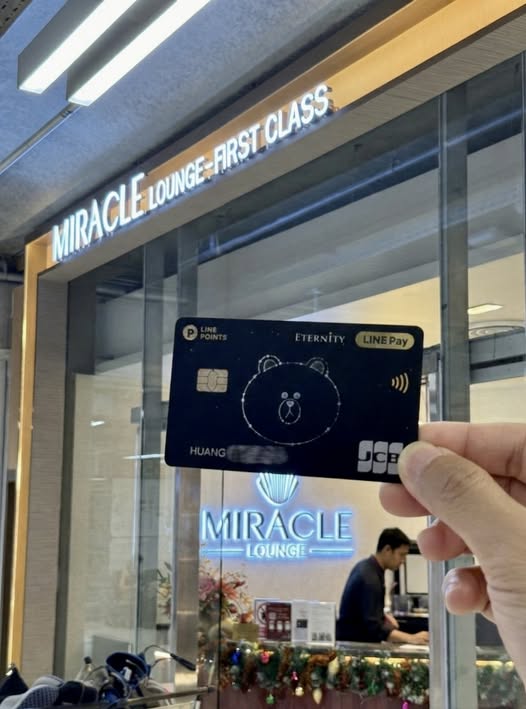 MIRACLE LOUNGE-FIRST CLASS
P LINE POINTS
ETERNITY
LINE Pay
HUANG
JCB
MIRACLE
LOUNGE